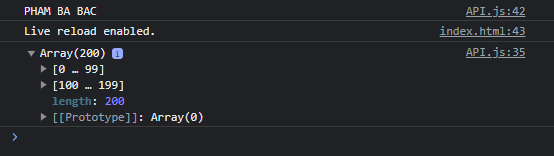 PHAM BA BAC API.js:42
Live reload enabled. index.html:43
▼ Array(200) i API.js:35
▶ [0 … 99]
▶ [100 … 199]
length: 200
▶ [[Prototype]]: Array(0)
>